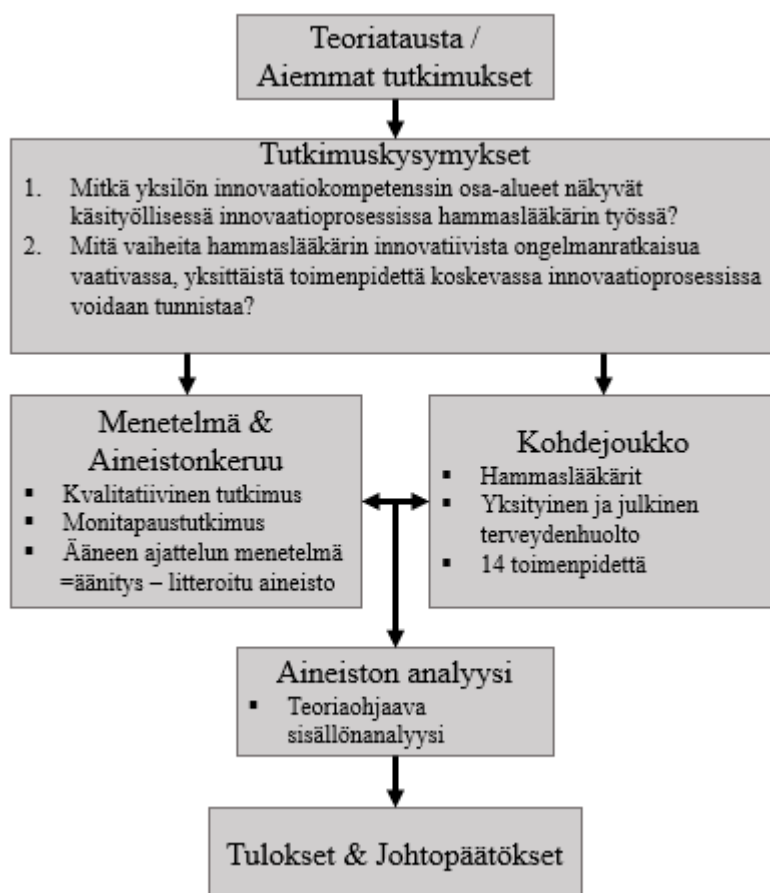 Teoriatausta /
Aiemmat tutkimukset
Tutkimuskysymykset
1. Mitkä yksilön innovaatiokompetenssin osa-alueet näkyvät
käsityöllisessä innovaatioprosessissa hammaslääkärin työssä?
2. Mitä vaiheita hammaslääkärin innovatiivista ongelmanratkaisua
vaativassa, yksittäistä toimenpidettä koskevassa innovaatioprosessissa
voidaan tunnistaa?
Menetelmä &
Aineistonkeruu
▪ Kvalitatiivinen tutkimus
▪ Monitapaustutkimus
▪ Ääneen ajattelun menetelmä
=äänitys – litteroitu aineisto
Kohdejoukko
▪ Hammaslääkärit
▪ Yksityinen ja julkinen
terveydenhuolto
▪ 14 toimenpidettä
Aineiston analyysi
▪ Teoriaohjaava
sisällönanalyysi
Tulokset & Johtopäätökset